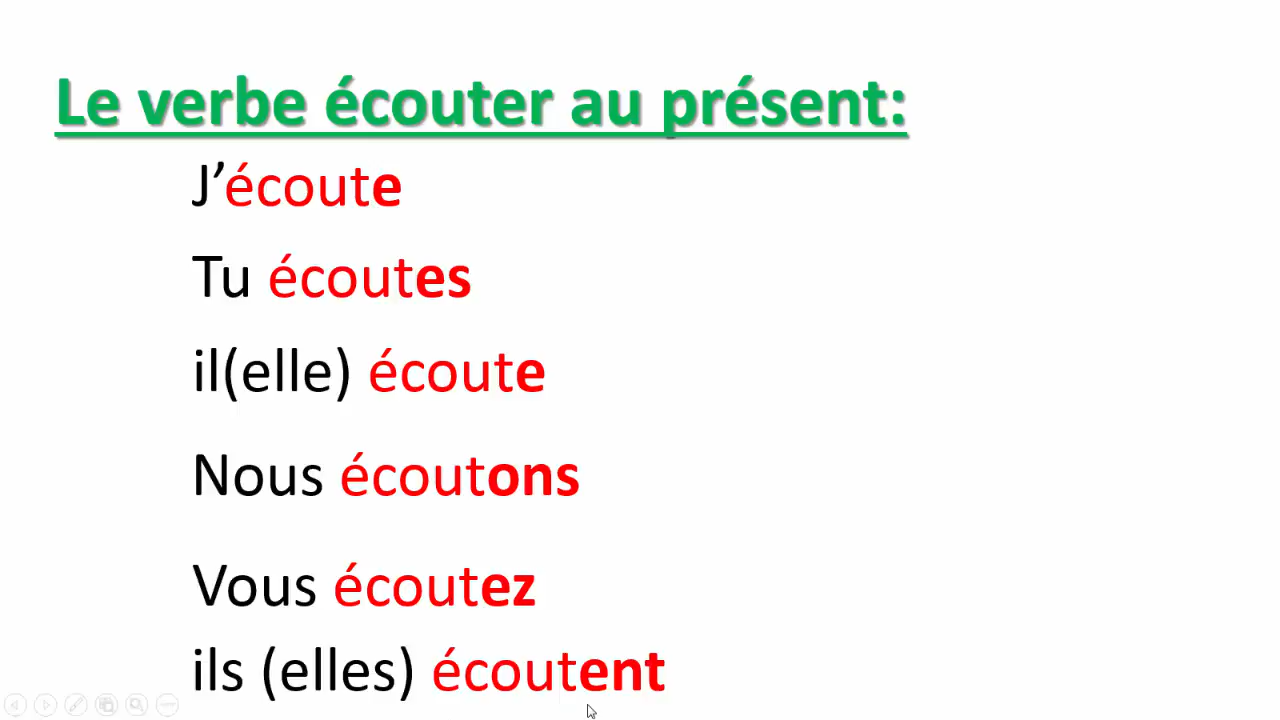 Le verbe écouter au présent:
J’écoute
Tu écoutes
il(elle) écoute
Nous écoutons
Vous écoutez
ils (elles) écoutent